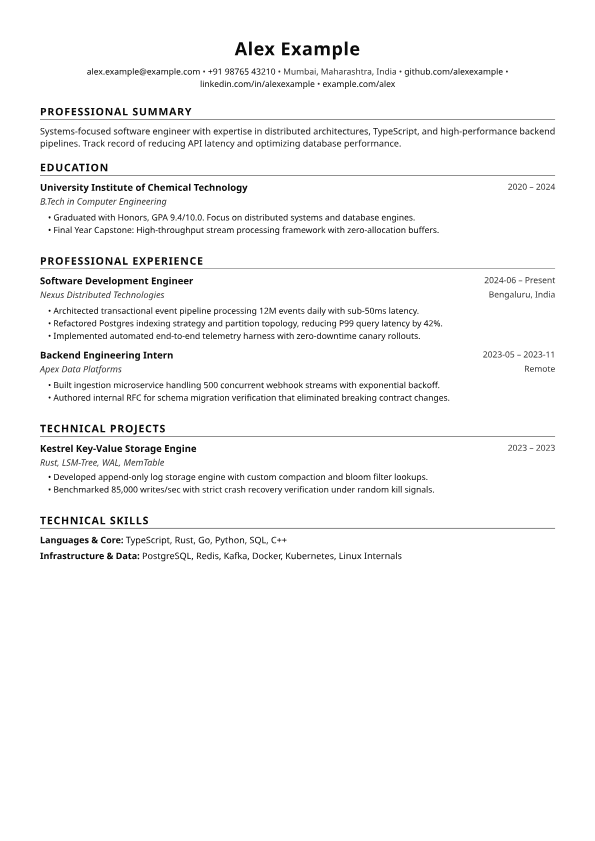 Alex Example
alex.example@example.com • +91 98765 43210 • Mumbai, Maharashtra, India • github.com/alexexample •
linkedin.com/in/alexexample • example.com/alex
PROFESSIONAL SUMMARY
Systems-focused software engineer with expertise in distributed architectures, TypeScript, and high-performance backend
pipelines. Track record of reducing API latency and optimizing database performance.
EDUCATION
University Institute of Chemical Technology 2020 – 2024
B.Tech in Computer Engineering
• Graduated with Honors, GPA 9.4/10.0. Focus on distributed systems and database engines.
• Final Year Capstone: High-throughput stream processing framework with zero-allocation buffers.
PROFESSIONAL EXPERIENCE
Software Development Engineer 2024-06 – Present
Nexus Distributed Technologies Bengaluru, India
• Architected transactional event pipeline processing 12M events daily with sub-50ms latency.
• Refactored Postgres indexing strategy and partition topology, reducing P99 query latency by 42%.
• Implemented automated end-to-end telemetry harness with zero-downtime canary rollouts.
Backend Engineering Intern 2023-05 – 2023-11
Apex Data Platforms Remote
• Built ingestion microservice handling 500 concurrent webhook streams with exponential backoff.
• Authored internal RFC for schema migration verification that eliminated breaking contract changes.
TECHNICAL PROJECTS
Kestrel Key-Value Storage Engine 2023 – 2023
Rust, LSM-Tree, WAL, MemTable
• Developed append-only log storage engine with custom compaction and bloom filter lookups.
• Benchmarked 85,000 writes/sec with strict crash recovery verification under random kill signals.
TECHNICAL SKILLS
Languages & Core: TypeScript, Rust, Go, Python, SQL, C++
Infrastructure & Data: PostgreSQL, Redis, Kafka, Docker, Kubernetes, Linux Internals